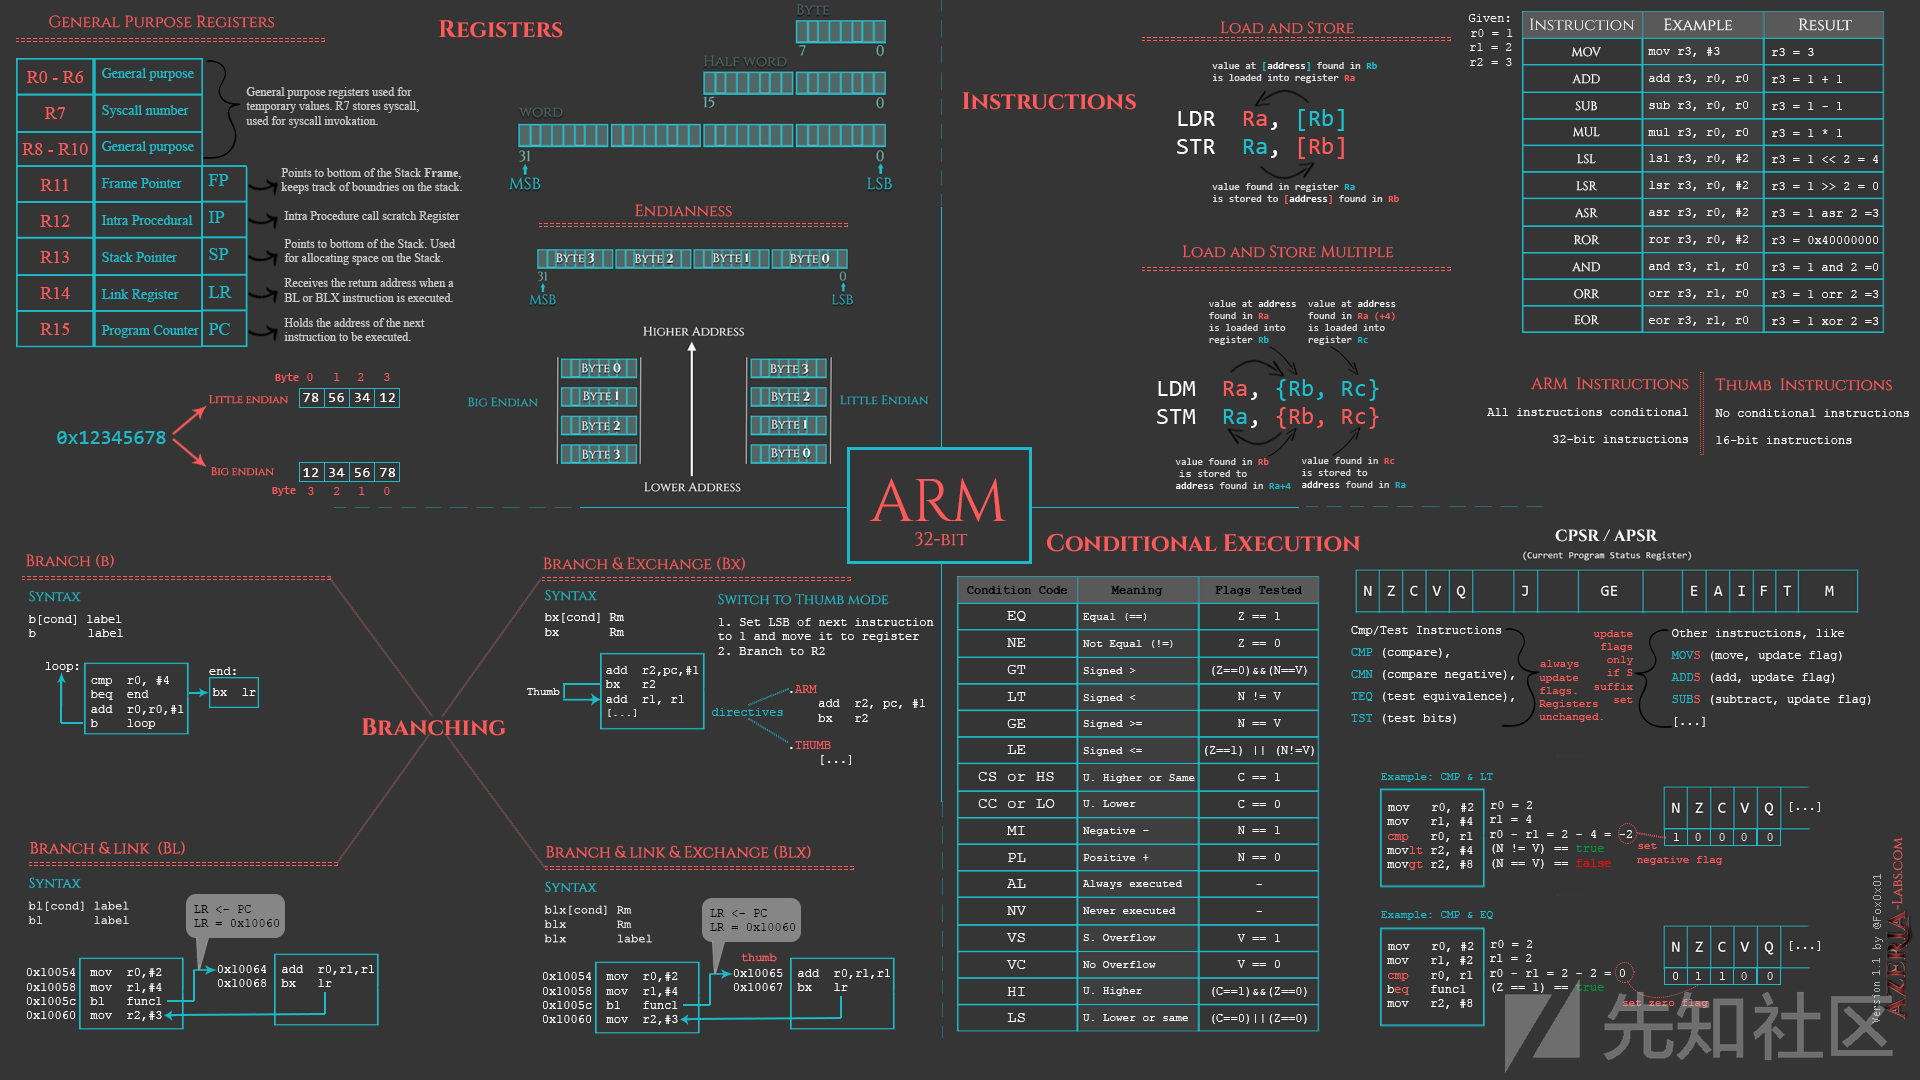 GENERAL PURPOSE REGISTERS
REGISTERS
R0 - R6 General purpose
R7 Syscall number
R8 - R10 General purpose
R11 Frame Pointer FP
R12 Intra Procedural IP
R13 Stack Pointer SP
R14 Link Register LR
R15 Program Counter PC
General purpose registers used for
temporary values. R7 stores syscall,
used for syscall invokation.
Points to bottom of the Stack Frame,
keeps track of boundries on the stack.
Intra Procedure call scratch Register
Points to bottom of the Stack. Used
for allocating space on the Stack.
Receives the return address when a
BL or BLX instruction is executed.
Holds the address of the next
instruction to be executed.
BYTE
7 0
HALF WORD
15 0
WORD
31 0
MSB LSB
ENDIANNESS
BYTE 3 BYTE 2 BYTE 1 BYTE 0
31 0
MSB LSB
HIGHER ADDRESS
BIG ENDIAN
BYTE 0
BYTE 1
BYTE 2
BYTE 3
LITTLE ENDIAN
BYTE 3
BYTE 2
BYTE 1
BYTE 0
LOWER ADDRESS
0x12345678
Byte 0 1 2 3
LITTLE ENDIAN 78 56 34 12
BIG ENDIAN 12 34 56 78
Byte 3 2 1 0
INSTRUCTIONS
LOAD AND STORE
value at [address] found in Rb
is loaded into register Ra
LDR Ra, [Rb]
STR Ra, [Rb]
value found in register Ra
is stored to [address] found in Rb
LOAD AND STORE MULTIPLE
value at address
found in Ra
is loaded into
register Rb
value at address
found in Ra (+4)
is loaded into
register Rc
LDM Ra, {Rb, Rc}
STM Ra, {Rb, Rc}
value found in Rb
is stored to
address found in Ra+4
value found in Rc
is stored to
address found in Ra
Given:
r0 = 1
r1 = 2
r2 = 3
INSTRUCTION EXAMPLE RESULT
MOV mov r3, #3 r3 = 3
ADD add r3, r0, r0 r3 = 1 + 1
SUB sub r3, r0, r0 r3 = 1 - 1
MUL mul r3, r0, r0 r3 = 1 * 1
LSL lsl r3, r0, #2 r3 = 1 << 2 = 4
LSR lsr r3, r0, #2 r3 = 1 >> 2 = 0
ASR asr r3, r0, #2 r3 = 1 asr 2 =3
ROR ror r3, r0, #2 r3 = 0x40000000
AND and r3, r1, r0 r3 = 1 and 2 =0
ORR orr r3, r1, r0 r3 = 1 orr 2 =3
EOR eor r3, r1, r0 r3 = 1 xor 2 =3
ARM INSTRUCTIONS
All instructions conditional
32-bit instructions
THUMB INSTRUCTIONS
No conditional instructions
16-bit instructions
ARM
32-BIT
BRANCHING
BRANCH (B)
SYNTAX
b[cond] label
b label
loop:
cmp r0, #4
beq end
add r0,r0,#1
b loop
end:
bx lr
BRANCH & EXCHANGE (BX)
SYNTAX
bx[cond] Rm
bx Rm
Thumb
add r2,pc,#1
bx r2
add r1, r1
[...]
SWITCH TO THUMB MODE
1. Set LSB of next instruction
to 1 and move it to register
2. Branch to R2
directives
.ARM
add r2, pc, #1
bx r2
.THUMB
[...]
BRANCH & LINK (BL)
SYNTAX
bl[cond] label
bl label
LR <- PC
LR = 0x10060
0x10054 mov r0,#2
0x10058 mov r1,#4
0x1005c bl func1
0x10060 mov r2,#3
0x10064 add r0,r1,r1
0x10068 bx lr
BRANCH & LINK & EXCHANGE (BLX)
SYNTAX
blx[cond] Rm
blx Rm
blx label
LR <- PC
LR = 0x10060
thumb
0x10054 mov r0,#2
0x10058 mov r1,#4
0x1005c bl func1
0x10060 mov r2,#3
0x10065 add r0,r1,r1
0x10067 bx lr
CONDITIONAL EXECUTION
Condition Code Meaning Flags Tested
EQ Equal (==) Z == 1
NE Not Equal (!=) Z == 0
GT Signed > (Z==0)&&(N==V)
LT Signed < N != V
GE Signed >= N == V
LE Signed <= (Z==1) || (N!=V)
CS or HS U. Higher or Same C == 1
CC or LO U. Lower C == 0
MI Negative - N == 1
PL Positive + N == 0
AL Always executed -
NV Never executed -
VS S. Overflow V == 1
VC No Overflow V == 0
HI U. Higher (C==1)&&(Z==0)
LS U. Lower or same (C==0)||(Z==0)
CPSR / APSR
(Current Program Status Register)
N Z C V Q J GE E A I F T M
Cmp/Test Instructions
CMP (compare),
CMN (compare negative),
TEQ (test equivalence),
TST (test bits)
always
update
flags.
Registers
unchanged.
update
flags
only
if S
suffix
set
Other instructions, like
MOVS (move, update flag)
ADDS (add, update flag)
SUBS (subtract, update flag)
[...]
Example: CMP & LT
mov r0, #2 r0 = 2
mov r1, #4 r1 = 4
cmp r0, r1 r0 - r1 = 2 - 4 = -2
movlt r2, #4 (N != V) == true
movgt r2, #8 (N == V) == false
set
negative flag
N Z C V Q [...]
1 0 0 0 0
Example: CMP & EQ
mov r0, #2 r0 = 2
mov r1, #2 r1 = 2
cmp r0, r1 r0 - r1 = 2 - 2 = 0
beq func1 (Z == 1) == true
mov r2, #8
set zero flag
N Z C V Q [...]
0 1 1 0 0
Version 1.1 by @Fox0x01
AZERIA-LABS.COM
先知社区